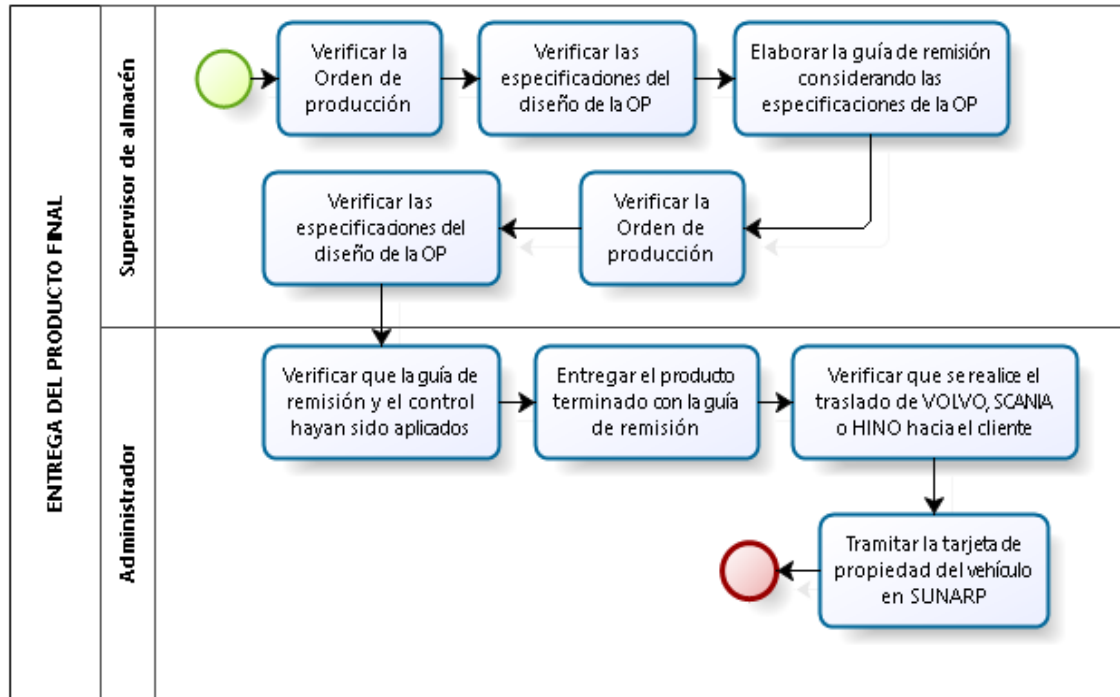 ENTREGA DEL PRODUCTO FINAL
Supervisor de almacén
Verificar la
Orden de
producción
Verificar las
especificaciones del
diseño de la OP
Elaborar la guía de remisión
considerando las
especificaciones de la OP
Verificar la
Orden de
producción
Verificar las
especificaciones del
diseño de la OP
Administrador
Verificar que la guía de
remisión y el control
hayan sido aplicados
Entregar el producto
terminado con la guía
de remisión
Verificar que se realice el
traslado de VOLVO, SCANIA
o HINO hacia el cliente
Tramitar la tarjeta de
propiedad del vehículo
en SUNARP